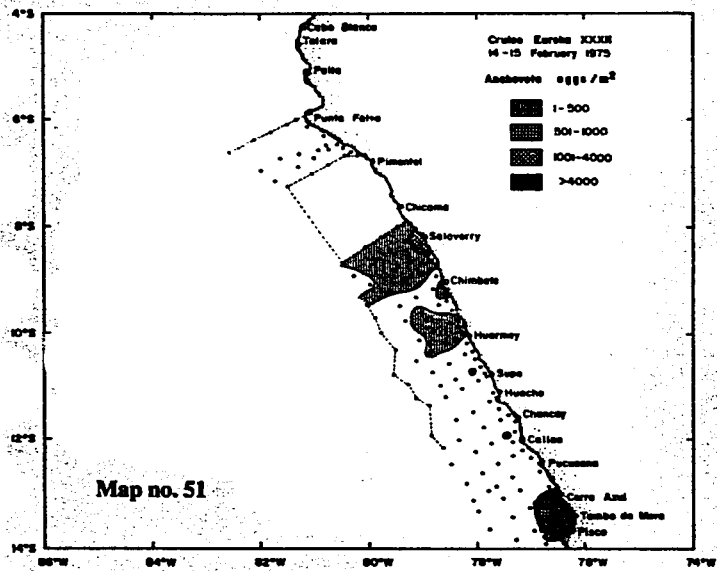 4°S
Cabo Blanco
Talara
Paita
Cruise Eureka XXXII
14-15 February 1975
Anchoveta eggs/m²
1-500
501-1000
1001-4000
>4000
6°S
Punta Falsa
Pimentel
Chicama
8°S
Salaverry
Chimbote
10°S
Huarmey
Supe
Huacho
Chancay
12°S
Callao
Pucusana
Map no. 51
Cerro Azul
Tambo de Mora
Pisco
14°S
86°W
82°W
80°W
78°W
76°W
74°W